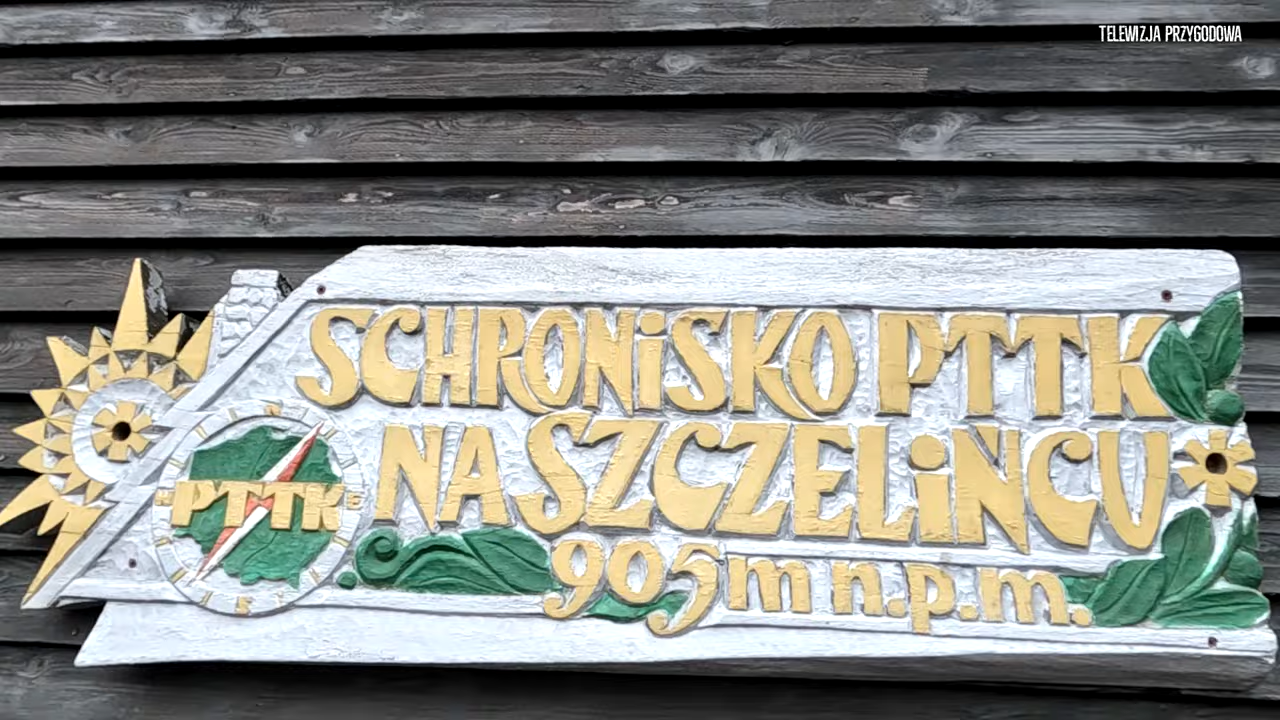 TELEWIZJA PRZYGODOWA
SCHRONiSKO PTTK
NA SZCZELiŃCU
PTTK
905 m n.p.m.